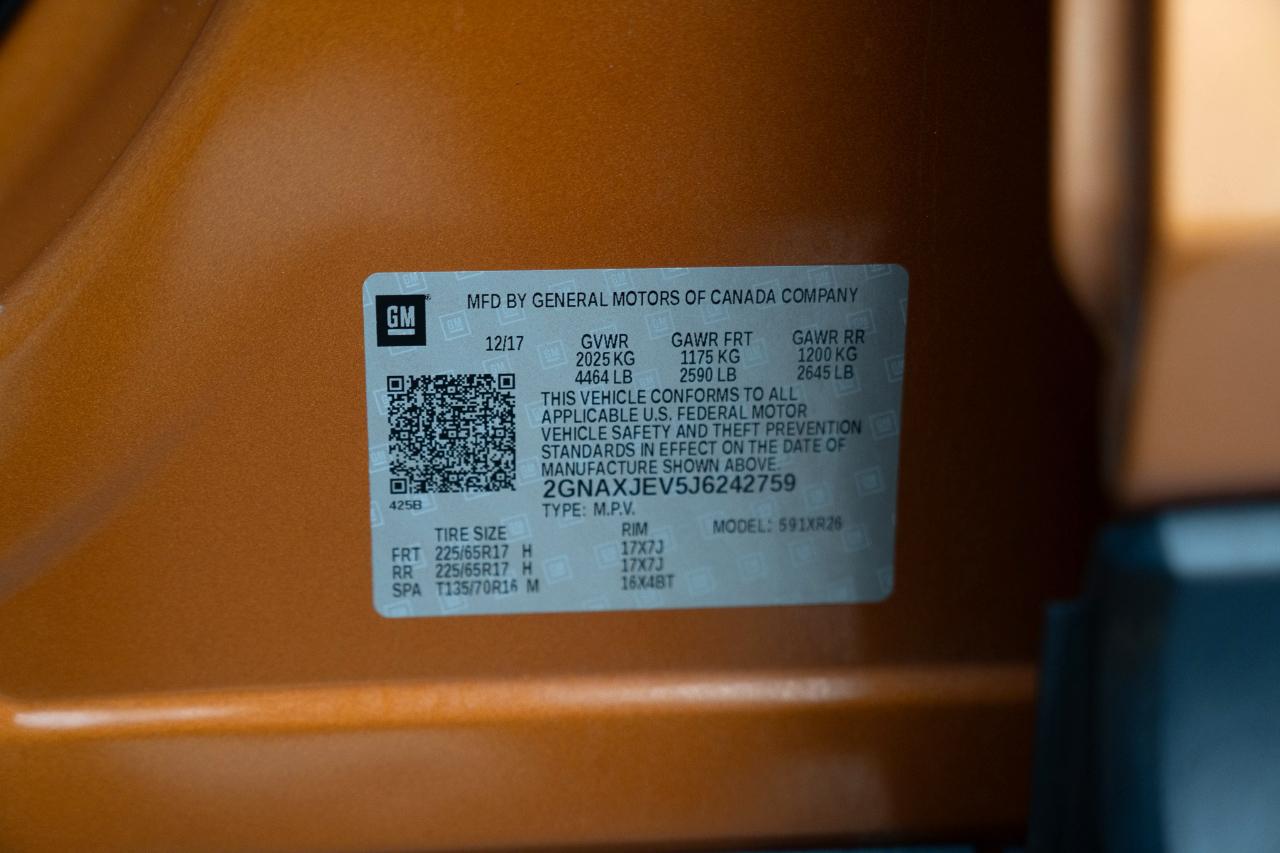 GM
MFD BY GENERAL MOTORS OF CANADA COMPANY
12/17 GVWR GAWR FRT GAWR RR
2025 KG 1175 KG 1200 KG
4464 LB 2590 LB 2645 LB
THIS VEHICLE CONFORMS TO ALL
APPLICABLE U.S. FEDERAL MOTOR
VEHICLE SAFETY AND THEFT PREVENTION
STANDARDS IN EFFECT ON THE DATE OF
MANUFACTURE SHOWN ABOVE.
2GNAXJEV5J6242759
425B
TYPE: M.P.V.
TIRE SIZE RIM MODEL: 591XR26
FRT 225/65R17 H 17X7J
RR 225/65R17 H 17X7J
SPA T135/70R16 M 16X4BT